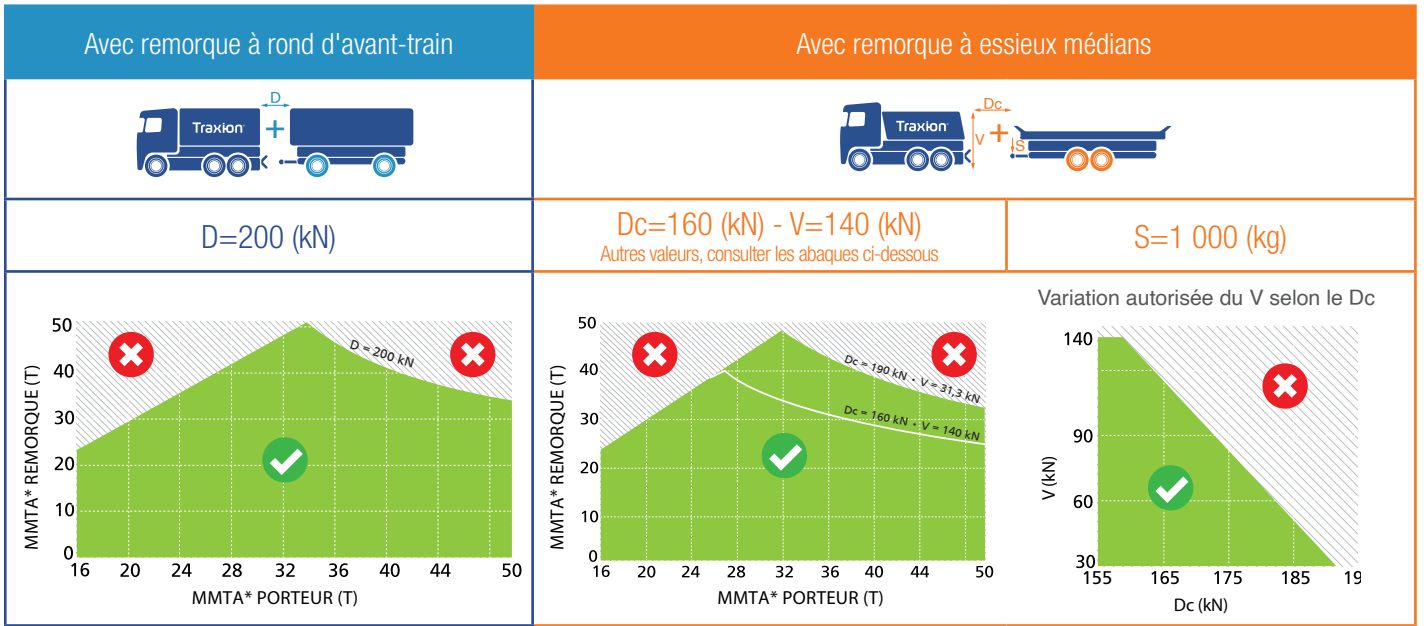 Avec remorque à rond d'avant-train
Avec remorque à essieux médians
D
Traxion
Dc
Traxion
V
S
D=200 (kN)
Dc=160 (kN) - V=140 (kN)
Autres valeurs, consulter les abaques ci-dessous
S=1 000 (kg)
MMTA* REMORQUE (T)
50
40
30
20
10
0
D = 200 kN
16 20 24 28 32 36 40 44 50
MMTA* PORTEUR (T)
MMTA* REMORQUE (T)
50
40
30
20
10
0
Dc = 190 kN • V = 31,3 kN
Dc = 160 kN • V = 140 kN
16 20 24 28 32 36 40 44 50
MMTA* PORTEUR (T)
Variation autorisée du V selon le Dc
V (kN)
140
90
60
30
155 165 175 185 19
Dc (kN)